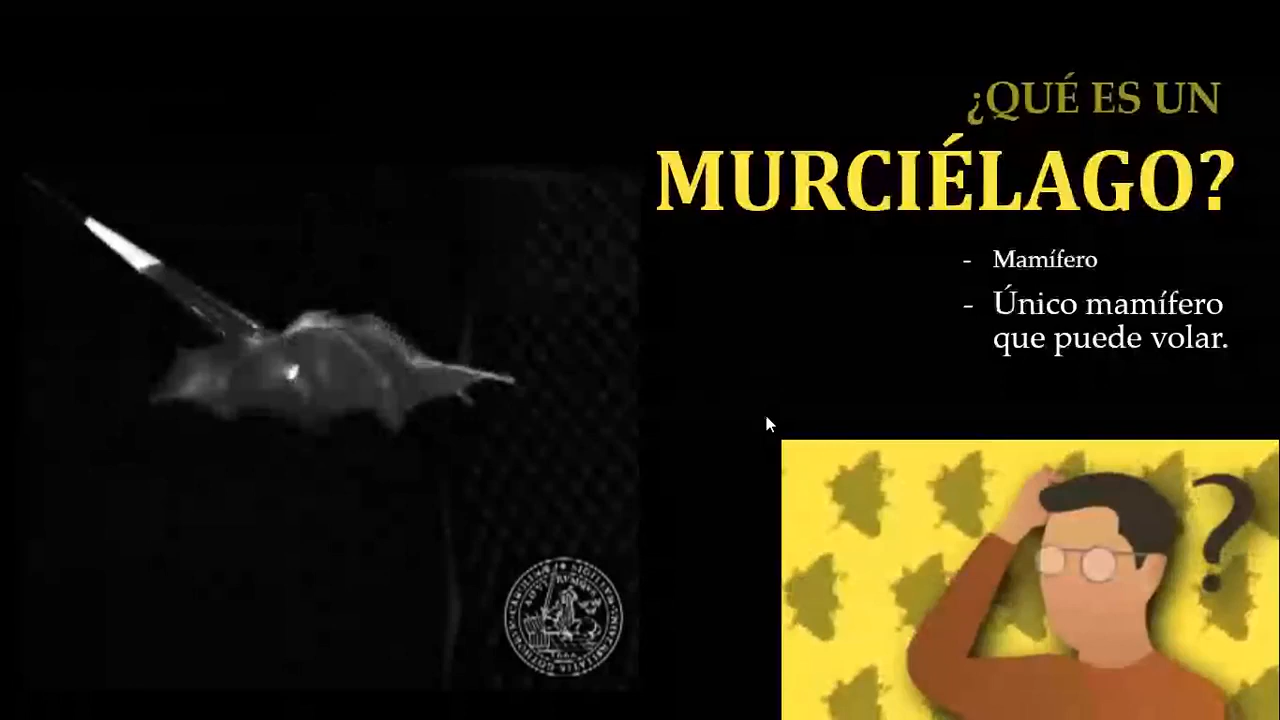 ¿QUÉ ES UN
MURCIÉLAGO?
- Mamífero
- Único mamífero
que puede volar.
?